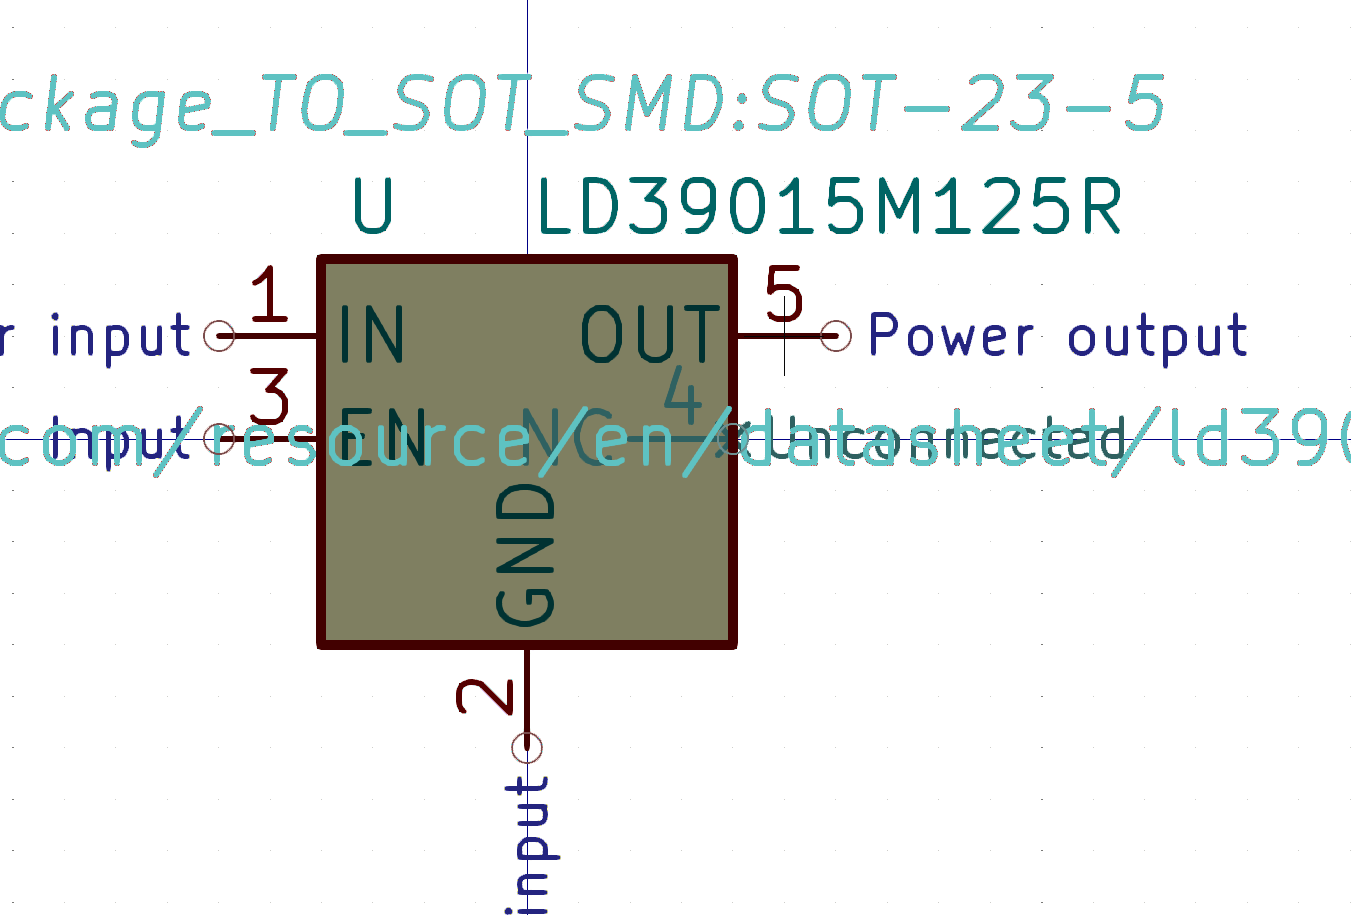 ckage_TO_SOT_SMD:SOT-23-5
U LD39015M125R
1 5
r input IN OUT Power output
3 4
input EN NC Unconnected
com/resource/en/datasheet/ld390
GND
2
input